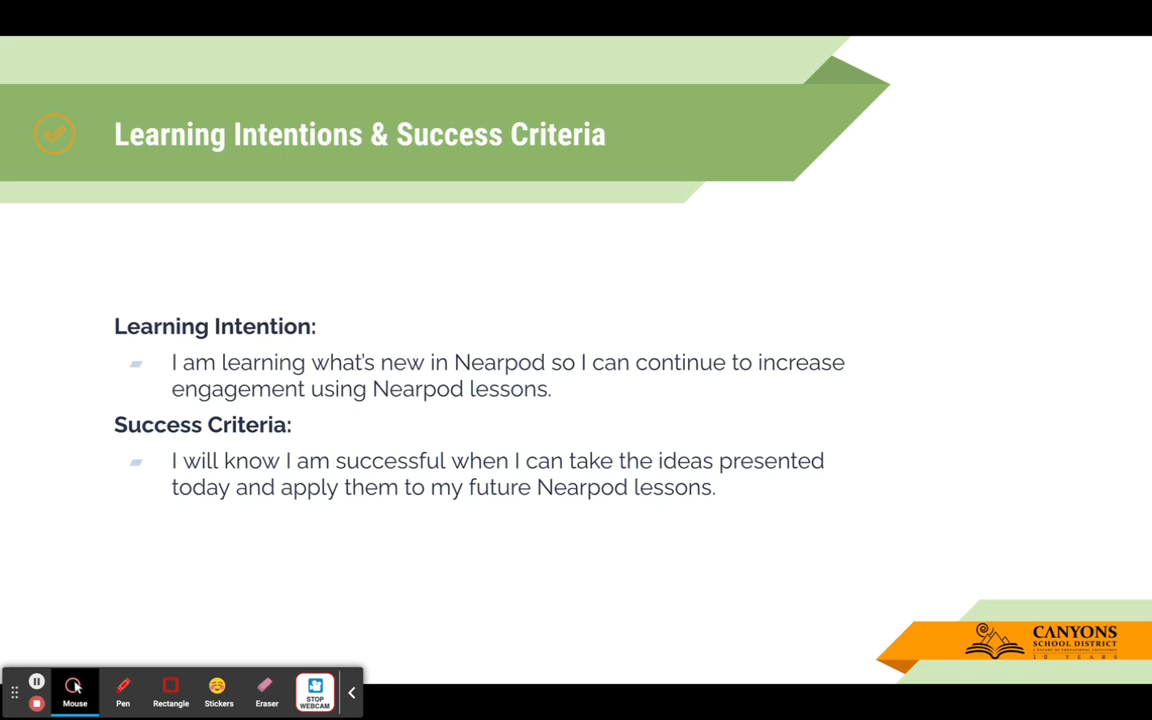 Learning Intentions & Success Criteria
Learning Intention:
I am learning what's new in Nearpod so I can continue to increase
engagement using Nearpod lessons.
Success Criteria:
I will know I am successful when I can take the ideas presented
today and apply them to my future Nearpod lessons.
CANYONS
SCHOOL DISTRICT
10 YEARS
Mouse
Pen
Rectangle
Stickers
Eraser
STOP
WEBCAM